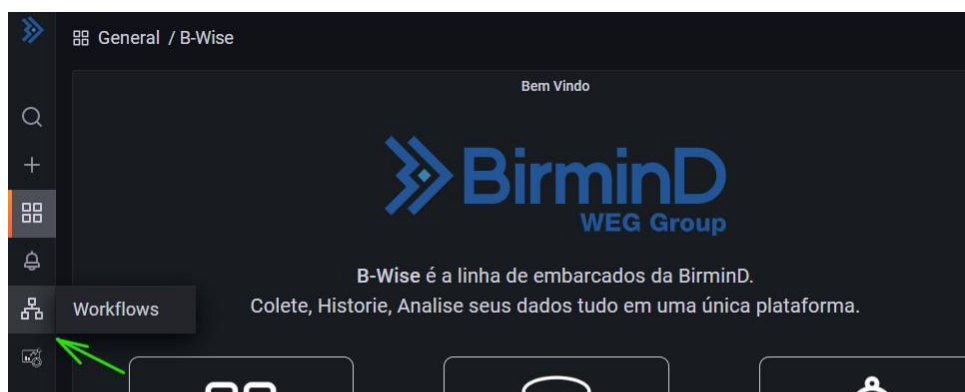 General / B-Wise
Bem Vindo
BirminD
WEG Group
B-Wise é a linha de embarcados da BirminD.
Workflows
Colete, Historie, Analise seus dados tudo em uma única plataforma.